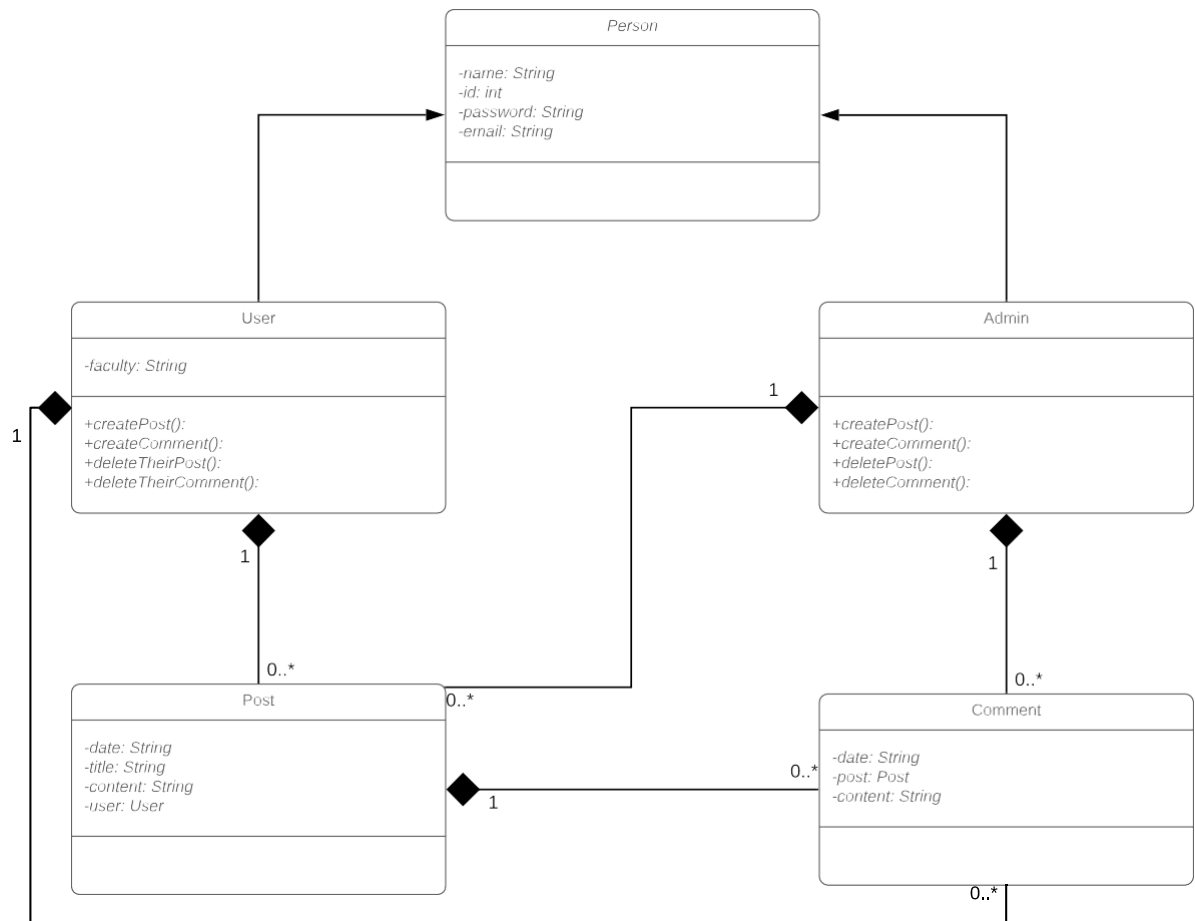 Person
-name: String
-id: int
-password: String
-email: String
User
-faculty: String
+createPost():
+createComment():
+deleteTheirPost():
+deleteTheirComment():
Admin
+createPost():
+createComment():
+deletePost():
+deleteComment():
1
1
1
1
0..*
0..*
0..*
Post
-date: String
-title: String
-content: String
-user: User
1
0..*
Comment
-date: String
-post: Post
-content: String
0..*